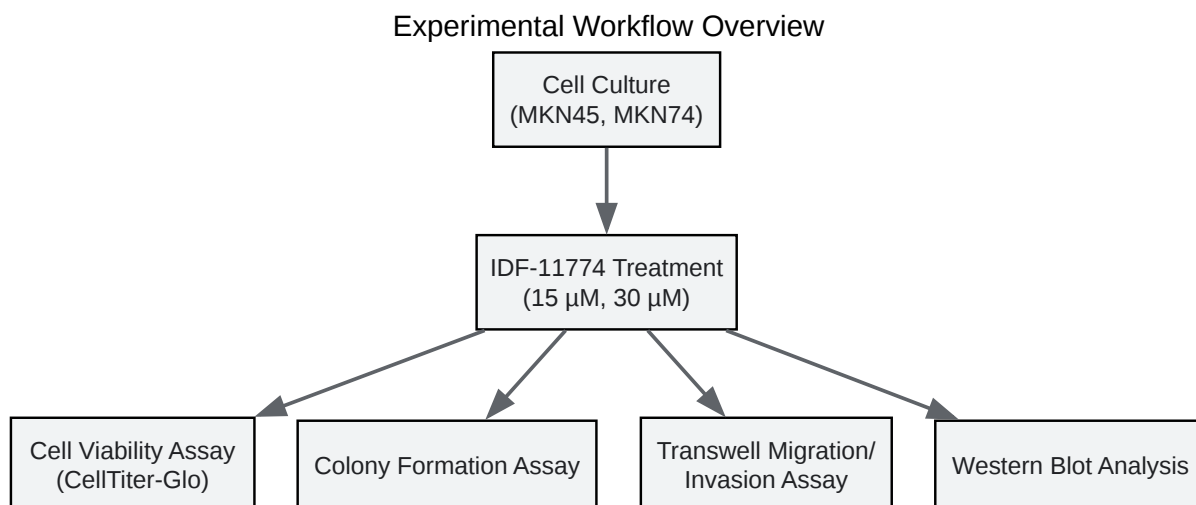 Experimental Workflow Overview
Cell Culture
(MKN45, MKN74)
IDF-11774 Treatment
(15 µM, 30 µM)
Cell Viability Assay
(CellTiter-Glo)
Colony Formation Assay
Transwell Migration/
Invasion Assay
Western Blot Analysis